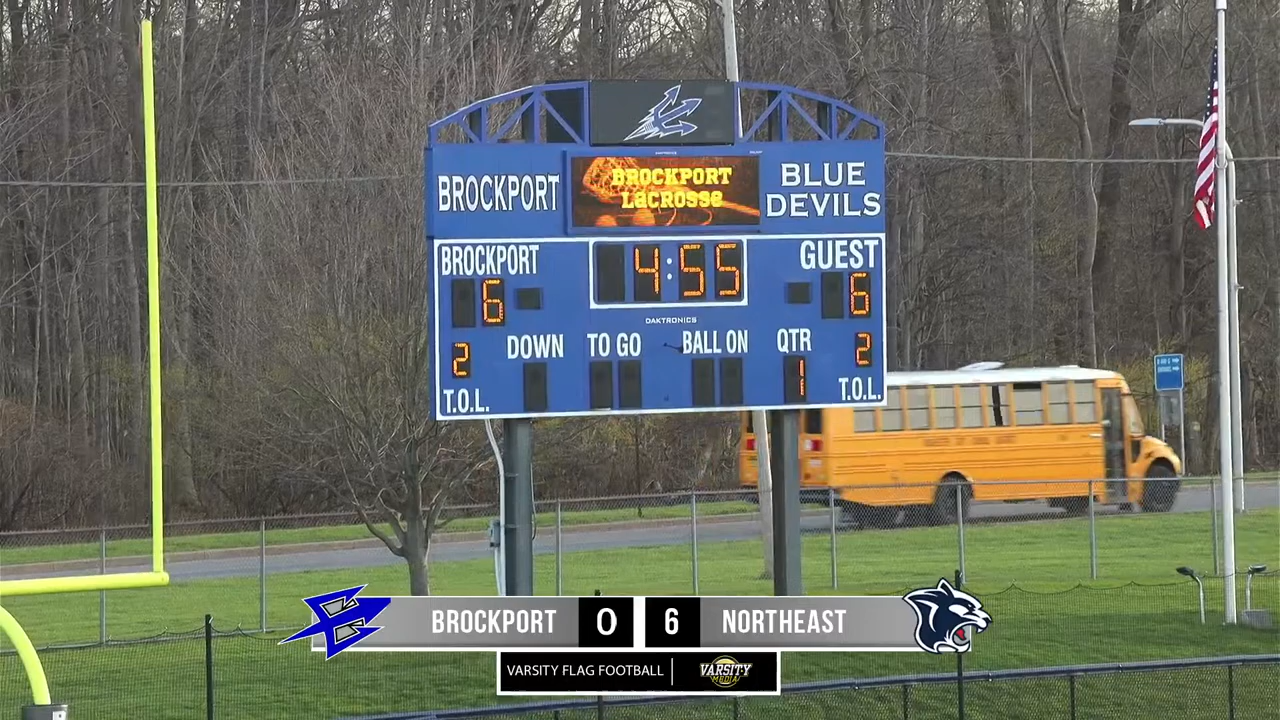 BROCKPORT
BROCKPORT
LACROSSE
BLUE
DEVILS
BROCKPORT
4:55
GUEST
6
6
DAKTRONICS
2
DOWN
TO GO
BALL ON
QTR
2
1
T.O.L.
T.O.L.
BROCKPORT 0 6 NORTHEAST
VARSITY FLAG FOOTBALL
VARSITY
MEDIA